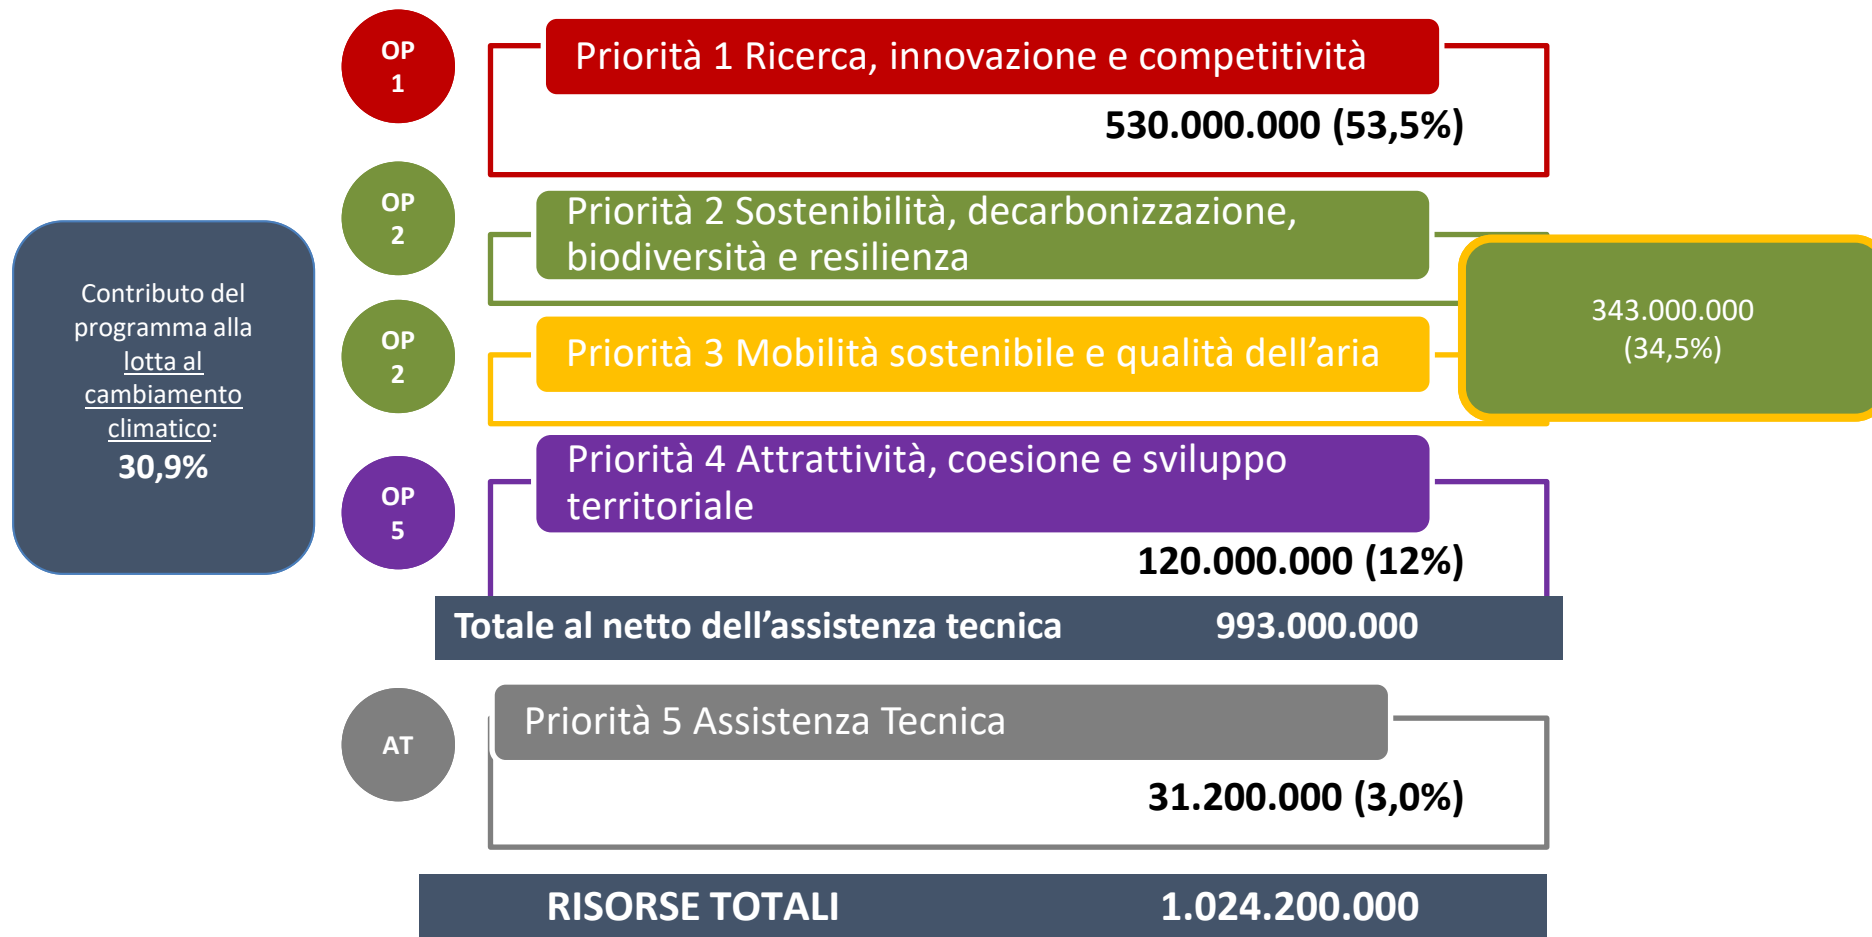 OP
1
Priorità 1 Ricerca, innovazione e competitività
530.000.000 (53,5%)
OP
2
Priorità 2 Sostenibilità, decarbonizzazione,
biodiversità e resilienza
Contributo del
programma alla
lotta al
cambiamento
climatico:
30,9%
OP
2
Priorità 3 Mobilità sostenibile e qualità dell’aria
343.000.000
(34,5%)
OP
5
Priorità 4 Attrattività, coesione e sviluppo
territoriale
120.000.000 (12%)
Totale al netto dell’assistenza tecnica 993.000.000
AT
Priorità 5 Assistenza Tecnica
31.200.000 (3,0%)
RISORSE TOTALI 1.024.200.000